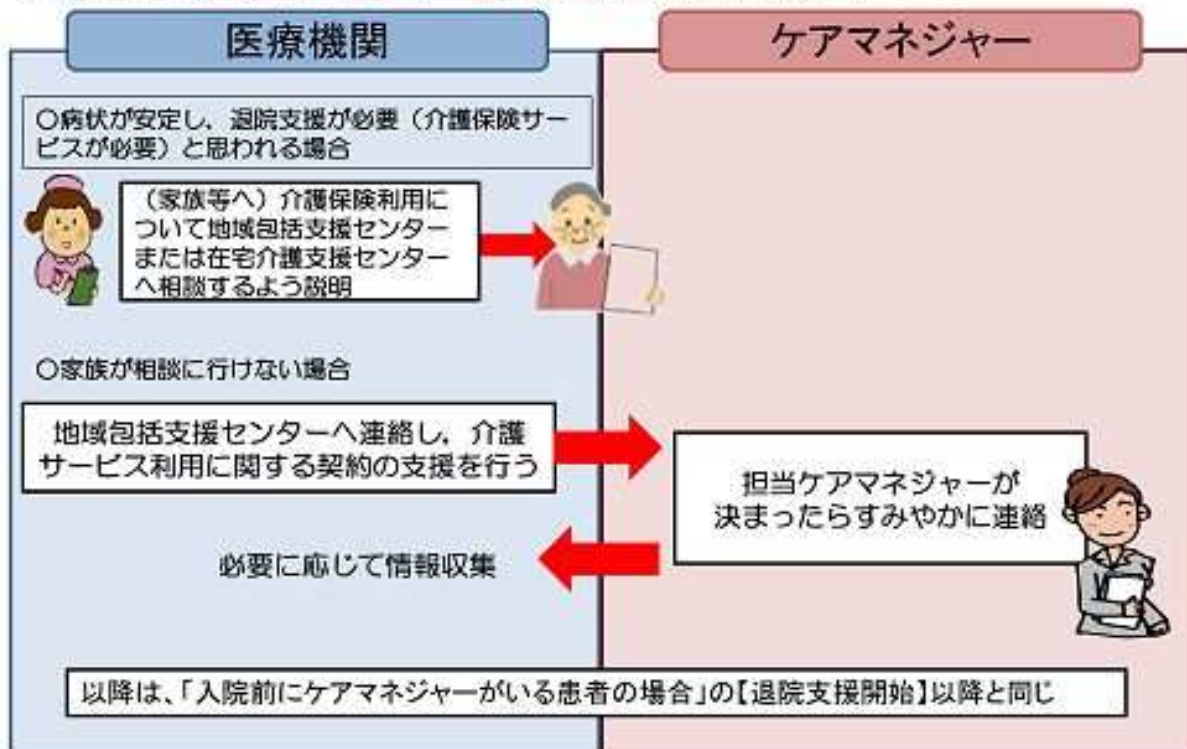 医療機関
ケアマネジャー
〇病状が安定し、退院支援が必要（介護保険サー
ビスが必要）と思われる場合
（家族等へ）介護保険利用に
ついて地域包括支援センター
または在宅介護支援センター
へ相談するよう説明
〇家族が相談に行けない場合
地域包括支援センターへ連絡し，介護
サービス利用に関する契約の支援を行う
担当ケアマネジャーが
決まったらすみやかに連絡
必要に応じて情報収集
以降は、「入院前にケアマネジャーがいる患者の場合」の【退院支援開始】以降と同じ